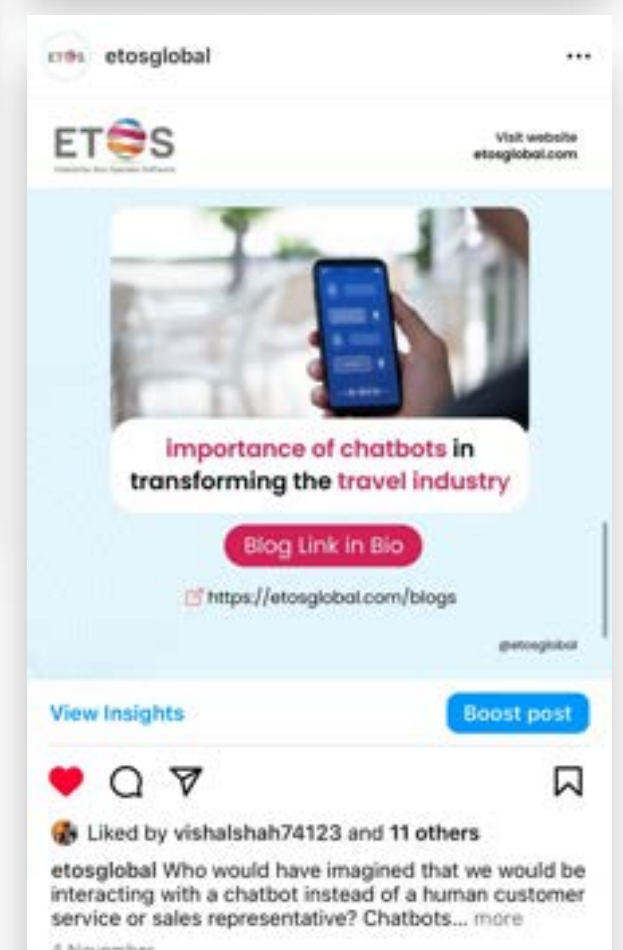 etosglobal
ETOS
Visit website
etosglobal.com
importance of chatbots in
transforming the travel industry
Blog Link in Bio
https://etosglobal.com/blogs
@etosglobal
View Insights
Boost post
Liked by vishalshah74123 and 11 others
etosglobal Who would have imagined that we would be
interacting with a chatbot instead of a human customer
service or sales representative? Chatbots... more
4 November